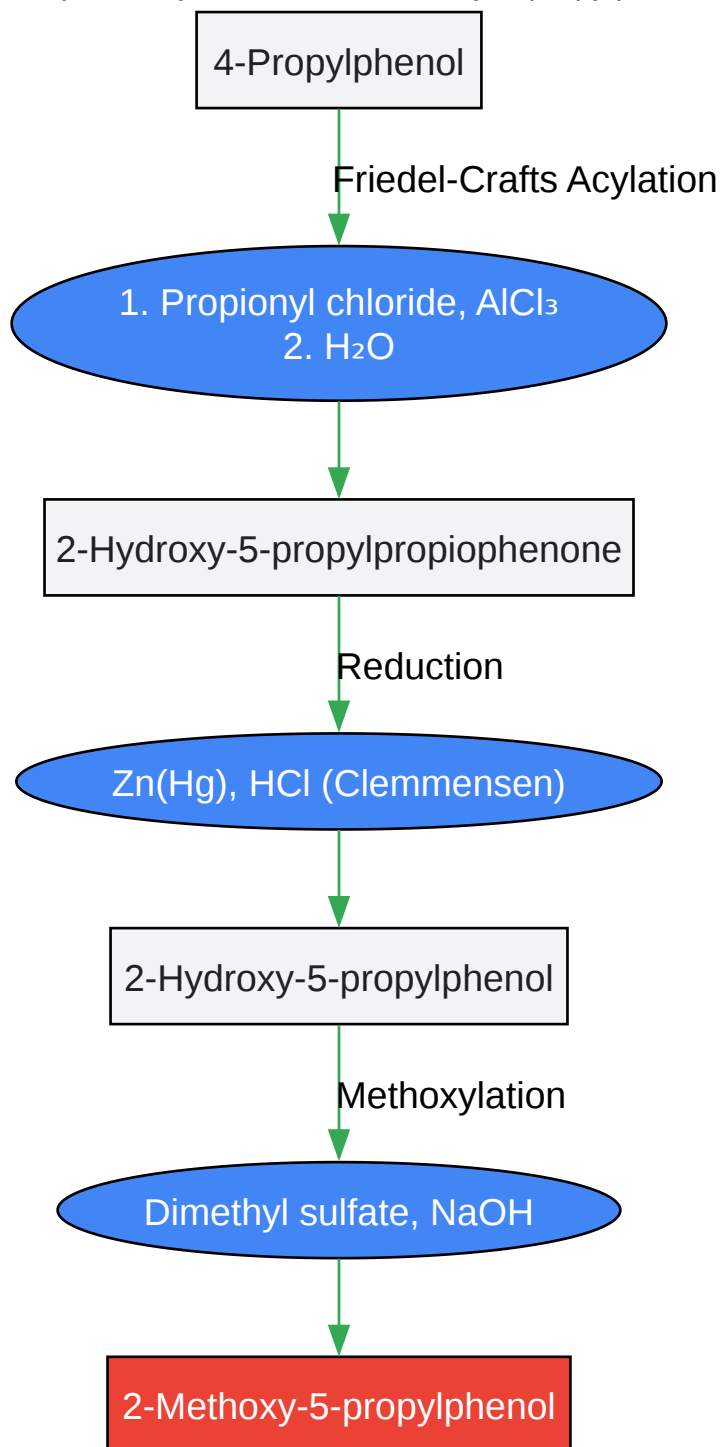 4-Propylphenol
Friedel-Crafts Acylation
1. Propionyl chloride, AlCl₃
2. H₂O
2-Hydroxy-5-propylpropiophenone
Reduction
Zn(Hg), HCl (Clemmensen)
2-Hydroxy-5-propylphenol
Methoxylation
Dimethyl sulfate, NaOH
2-Methoxy-5-propylphenol